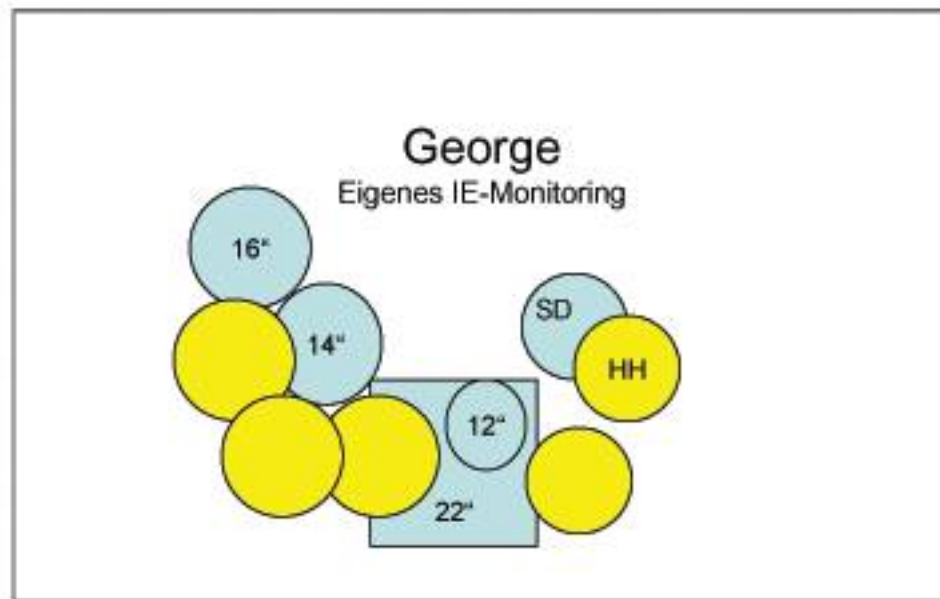 George
Eigenes IE-Monitoring
16“
SD
14“
HH
12“
22“